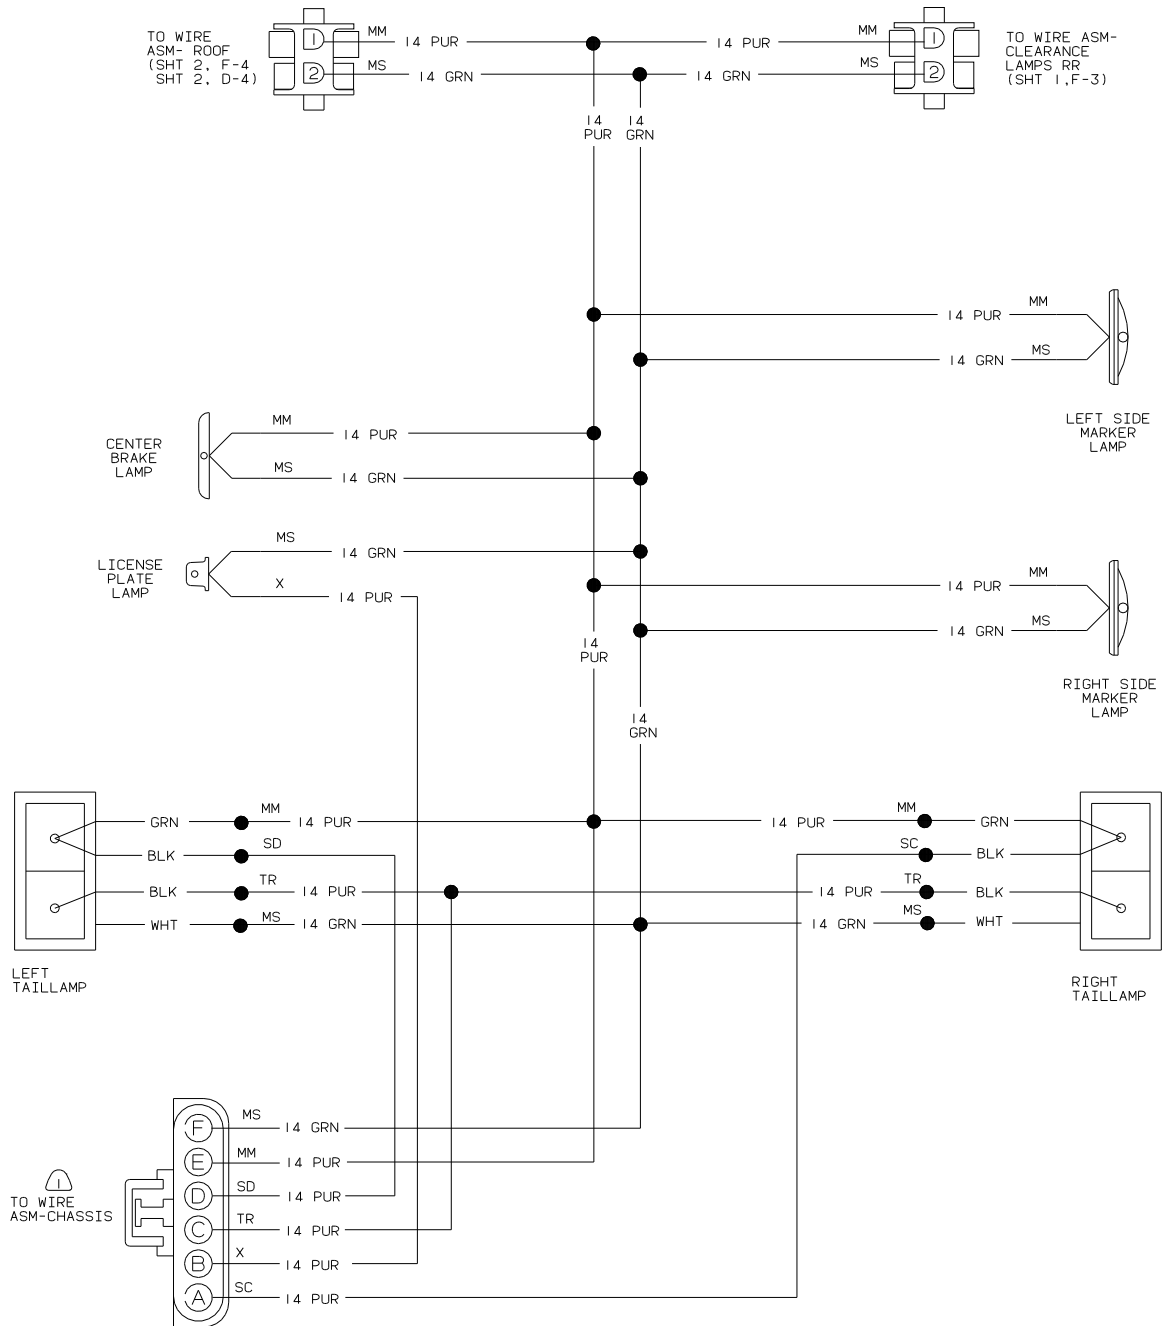 TO WIRE
ASM- ROOF
(SHT 2, F-4
SHT 2, D-4)
1
2
MM
MS
14 PUR
14 GRN
14 PUR
14 GRN
MM
MS
1
2
TO WIRE ASM-
CLEARANCE
LAMPS RR
(SHT 1,F-3)
14
PUR
14
GRN
14 PUR
MM
14 GRN
MS
LEFT SIDE
MARKER
LAMP
CENTER
BRAKE
LAMP
MM
14 PUR
MS
14 GRN
LICENSE
PLATE
LAMP
MS
14 GRN
X
14 PUR
14 PUR
MM
14 GRN
MS
RIGHT SIDE
MARKER
LAMP
14
PUR
14
GRN
GRN
MM
14 PUR
14 PUR
MM
GRN
BLK
SD
SC
BLK
BLK
TR
14 PUR
14 PUR
TR
BLK
WHT
MS
14 GRN
14 GRN
MS
WHT
LEFT
TAILLAMP
RIGHT
TAILLAMP
1
TO WIRE
ASM-CHASSIS
F
MS
14 GRN
E
MM
14 PUR
D
SD
14 PUR
C
TR
14 PUR
B
X
14 PUR
A
SC
14 PUR